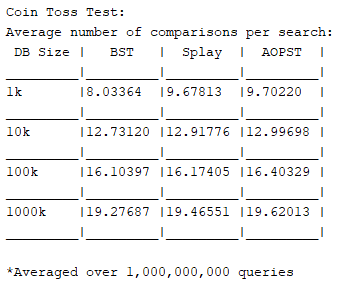 Coin Toss Test:
Average number of comparisons per search:
DB Size | BST | Splay | AOPST |
1k |8.03364 |9.67813 |9.70220 |
10k |12.73120 |12.91776 |12.99698 |
100k |16.10397 |16.17405 |16.40329 |
1000k |19.27687 |19.46551 |19.62013 |
*Averaged over 1,000,000,000 queries